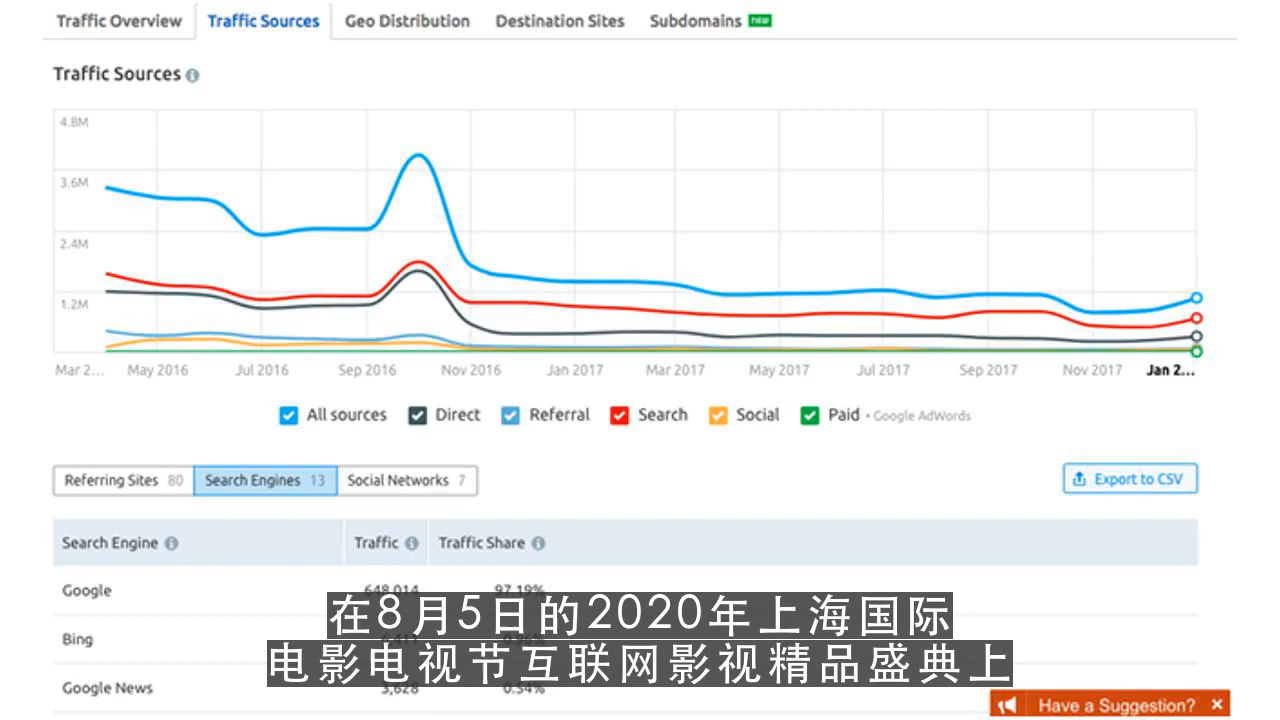 Traffic Overview Traffic Sources Geo Distribution Destination Sites Subdomains new
Traffic Sources
4.8M
3.6M
2.4M
1.2M
Mar 2... May 2016 Jul 2016 Sep 2016 Nov 2016 Jan 2017 Mar 2017 May 2017 Jul 2017 Sep 2017 Nov 2017 Jan 2...
All sources Direct Referral Search Social Paid • Google AdWords
Referring Sites 80 Search Engines 13 Social Networks 7 Export to CSV
Search Engine Traffic Traffic Share
Google 648,014 97.19%
在8月5日的2020年上海国际
Bing
电影电视节互联网影视精品盛典上
Google News 3,628 0.54%
Have a Suggestion? ×